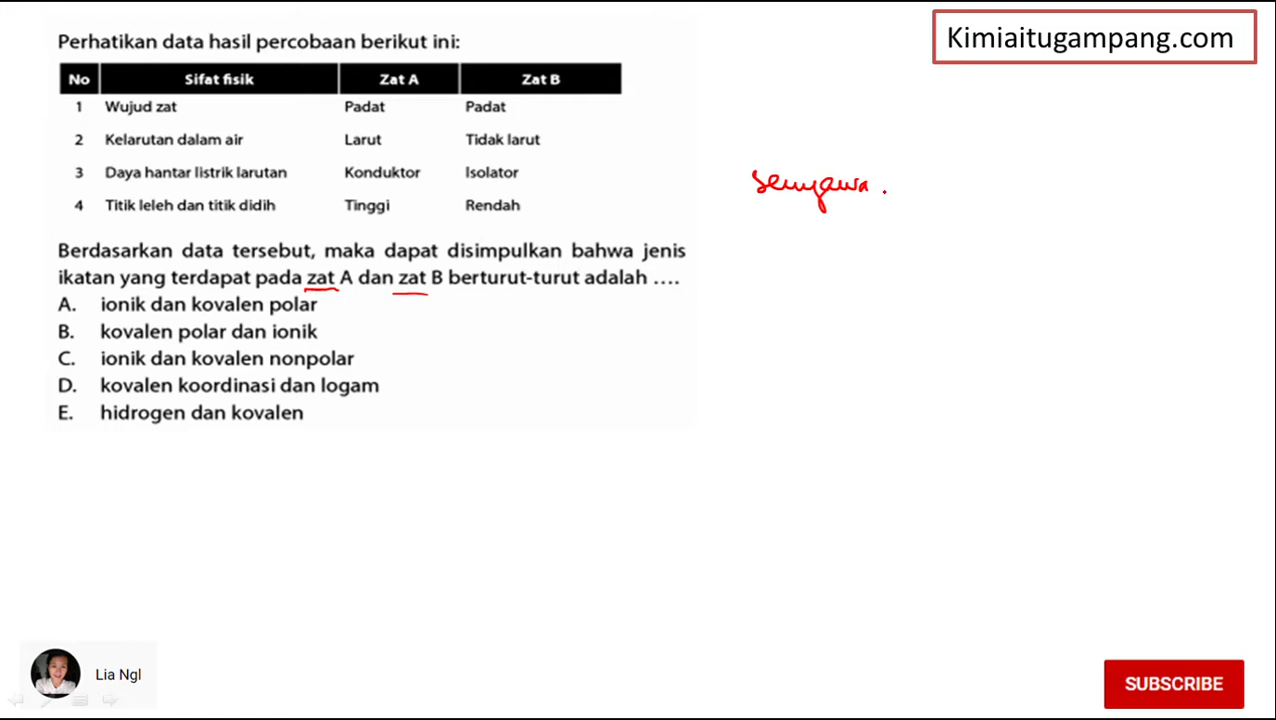 Kimiaitugampang.com
Perhatikan data hasil percobaan berikut ini:
No Sifat fisik Zat A Zat B
1 Wujud zat Padat Padat
2 Kelarutan dalam air Larut Tidak larut
3 Daya hantar listrik larutan Konduktor Isolator
4 Titik leleh dan titik didih Tinggi Rendah
senyawa .
Berdasarkan data tersebut, maka dapat disimpulkan bahwa jenis
ikatan yang terdapat pada zat A dan zat B berturut-turut adalah ....
A. ionik dan kovalen polar
B. kovalen polar dan ionik
C. ionik dan kovalen nonpolar
D. kovalen koordinasi dan logam
E. hidrogen dan kovalen
Lia Ngl
SUBSCRIBE